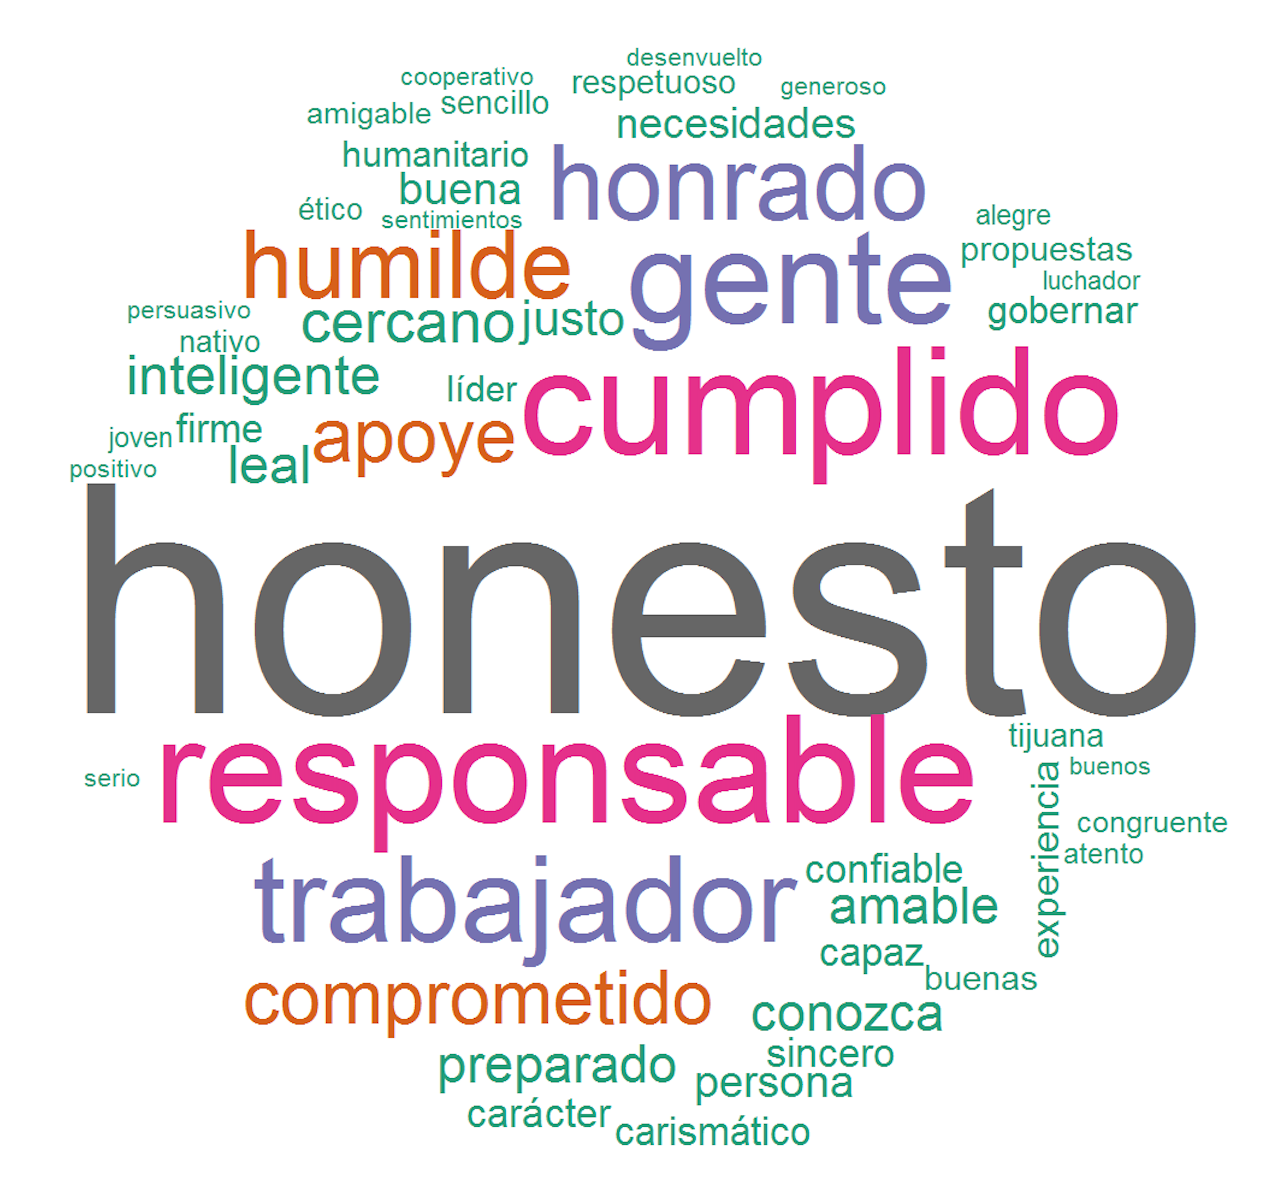 desenvuelto
cooperativo
respetuoso
generoso
amigable
sencillo
necesidades
humanitario
honrado
buena
ético
sentimientos
alegre
humilde
gente
propuestas
luchador
persuasivo
cercano
justo
gobernar
nativo
inteligente
líder
cumplido
joven
firme
apoye
positivo
leal
honesto
responsable
tijuana
serio
buenos
experiencia
congruente
atento
trabajador
confiable
amable
capaz
buenas
comprometido
conozca
preparado
sincero
persona
carácter
carismático